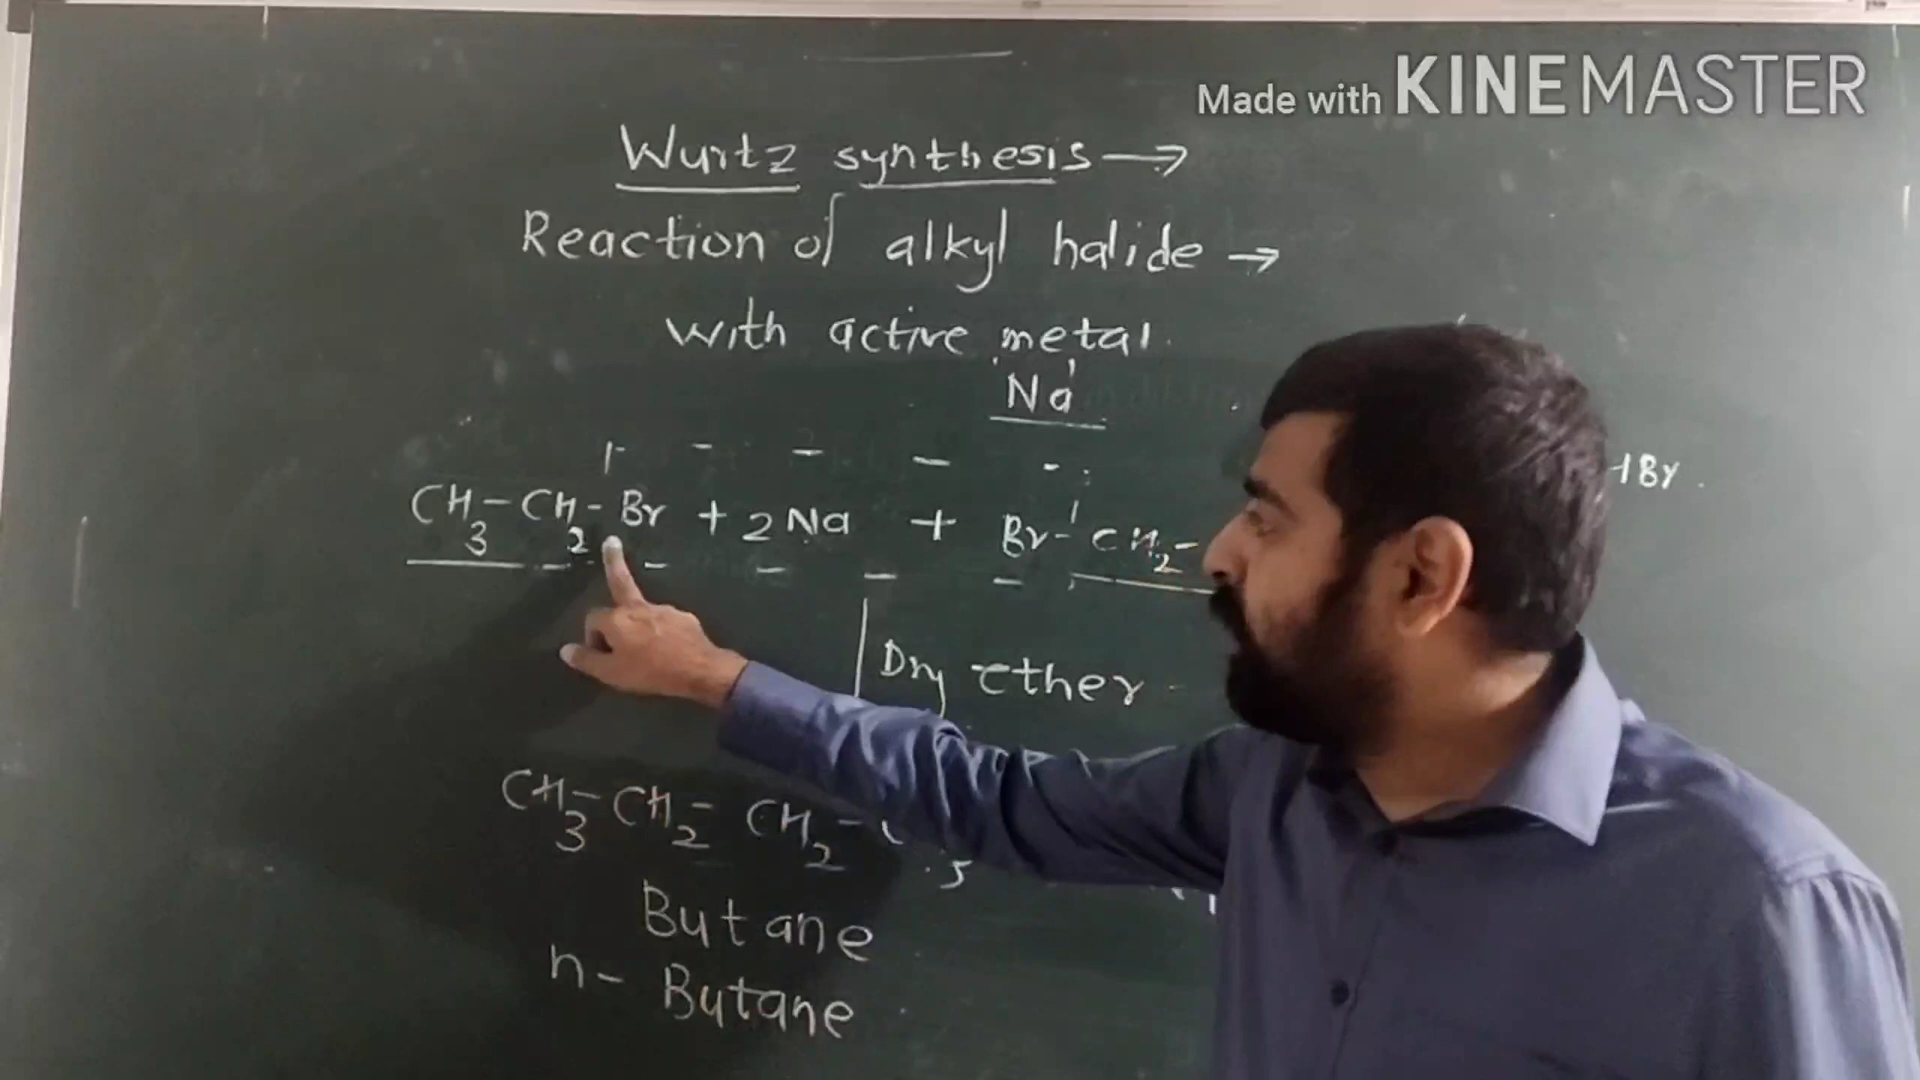 Made with KINEMASTER
Wurtz synthesis →
Reaction of alkyl halide →
with active metal.
Na
CH3 - CH2 - Br + 2Na + Br - CH2 -
Br.
Dry ether
CH3 - CH2 - CH2 -
Butane
n - Butane